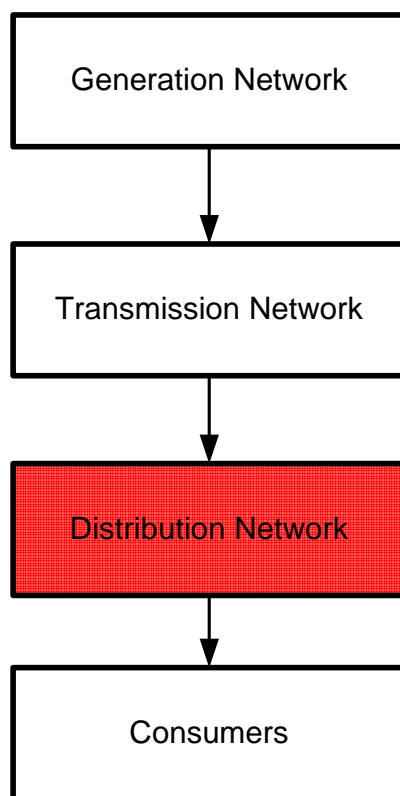 Generation Network
Transmission Network
Distribution Network
Consumers